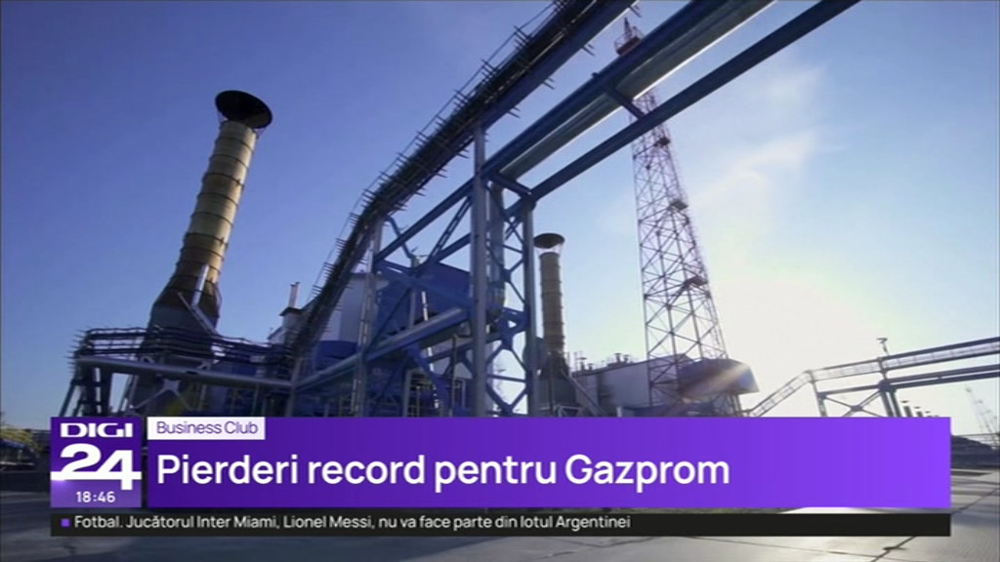 DIGI
24
18:46
Business Club
Pierderi record pentru Gazprom
Fotbal. Jucătorul Inter Miami, Lionel Messi, nu va face parte din lotul Argentinei